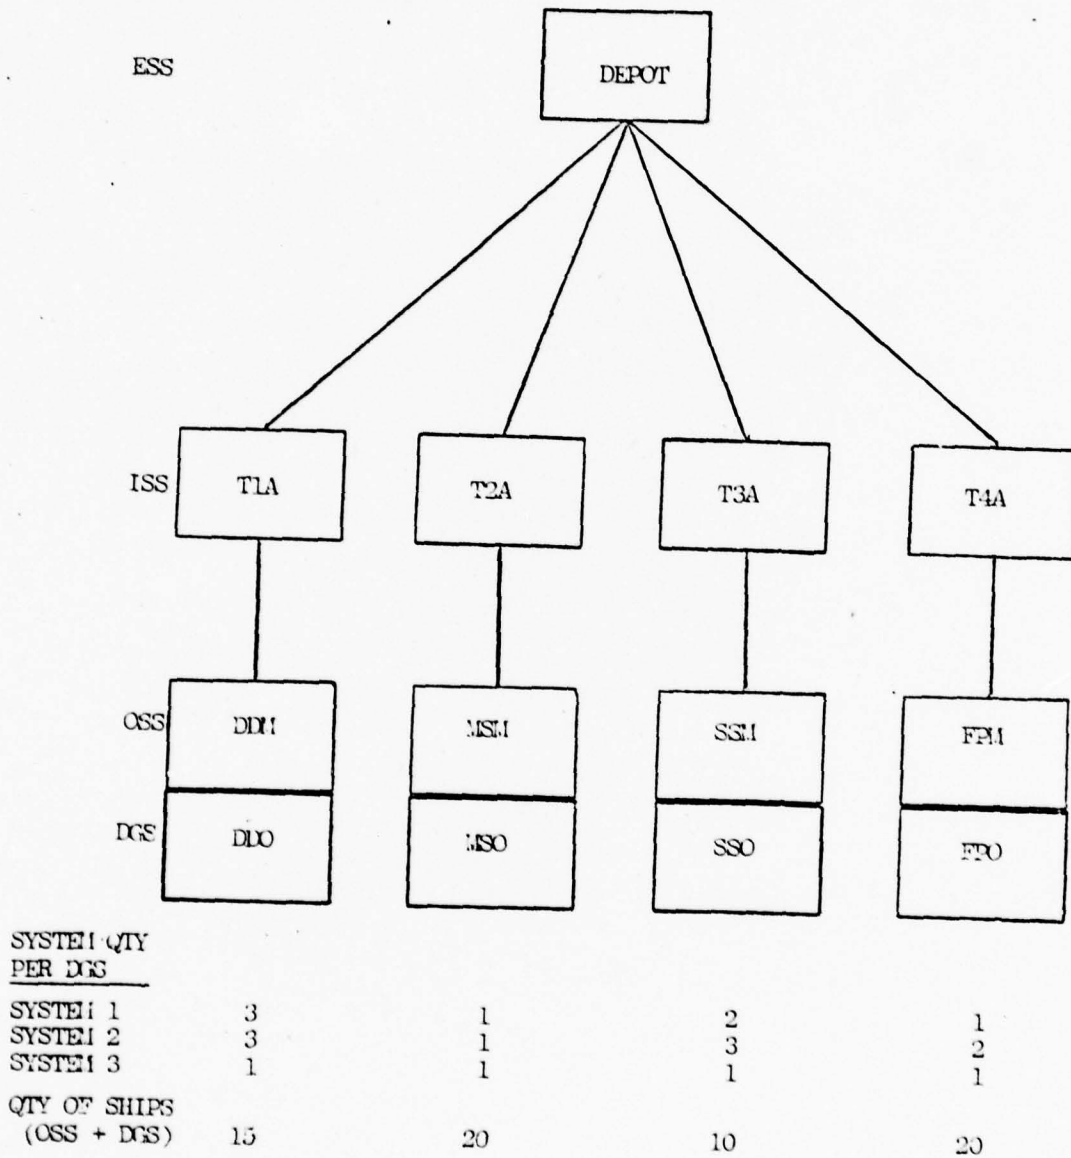 ESS DEPOT
ISS T1A T2A T3A T4A
OSS DDM MSM SSM FPM
DGS DDO MSO SSO FPO
SYSTEM QTY
PER DGS
SYSTEM 1 3 1 2 1
SYSTEM 2 3 1 3 2
SYSTEM 3 1 1 1 1
QTY OF SHIPS
(OSS + DGS) 15 20 10 20